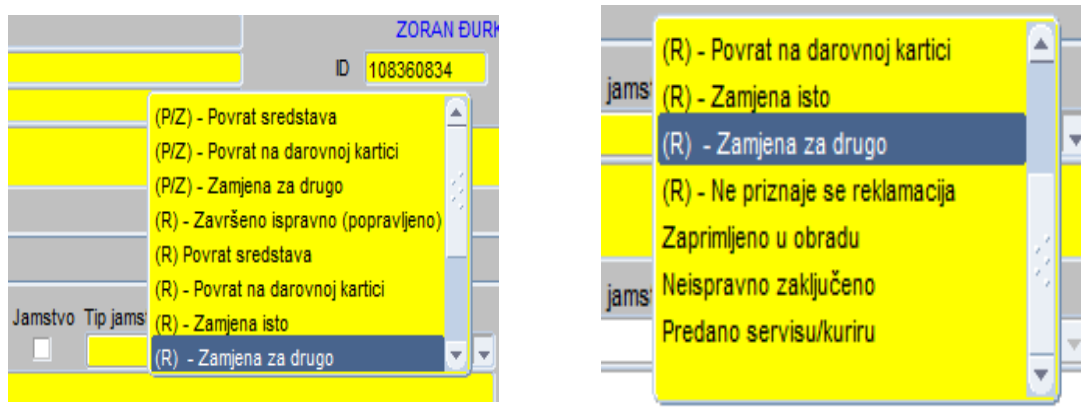 ZORAN ĐURK
ID 108360834
(P/Z) - Povrat sredstava
(P/Z) - Povrat na darovnoj kartici
(P/Z) - Zamjena za drugo
(R) - Završeno ispravno (popravljeno)
(R) Povrat sredstava
(R) - Povrat na darovnoj kartici
Jamstvo Tip jams
(R) - Zamjena isto
(R) - Zamjena za drugo
(R) - Povrat na darovnoj kartici
jams
(R) - Zamjena isto
(R) - Zamjena za drugo
(R) - Ne priznaje se reklamacija
Zaprimljeno u obradu
jams
Neispravno zaključeno
Predano servisu/kuriru